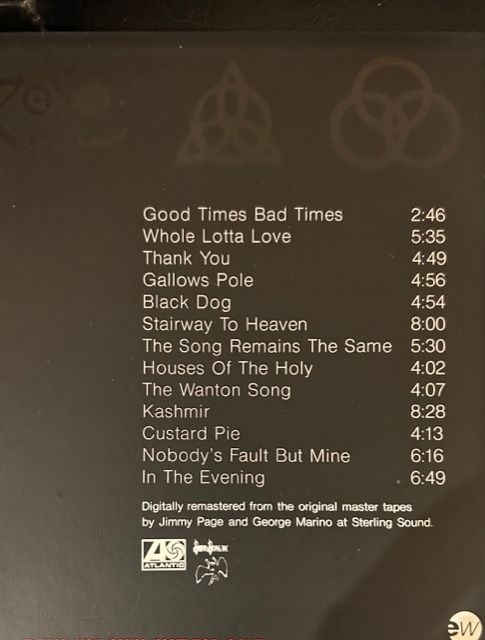 Good Times Bad Times 2:46
Whole Lotta Love 5:35
Thank You 4:49
Gallows Pole 4:56
Black Dog 4:54
Stairway To Heaven 8:00
The Song Remains The Same 5:30
Houses Of The Holy 4:02
The Wanton Song 4:07
Kashmir 8:28
Custard Pie 4:13
Nobody's Fault But Mine 6:16
In The Evening 6:49
Digitally remastered from the original master tapes
by Jimmy Page and George Marino at Sterling Sound.
ATLANTIC